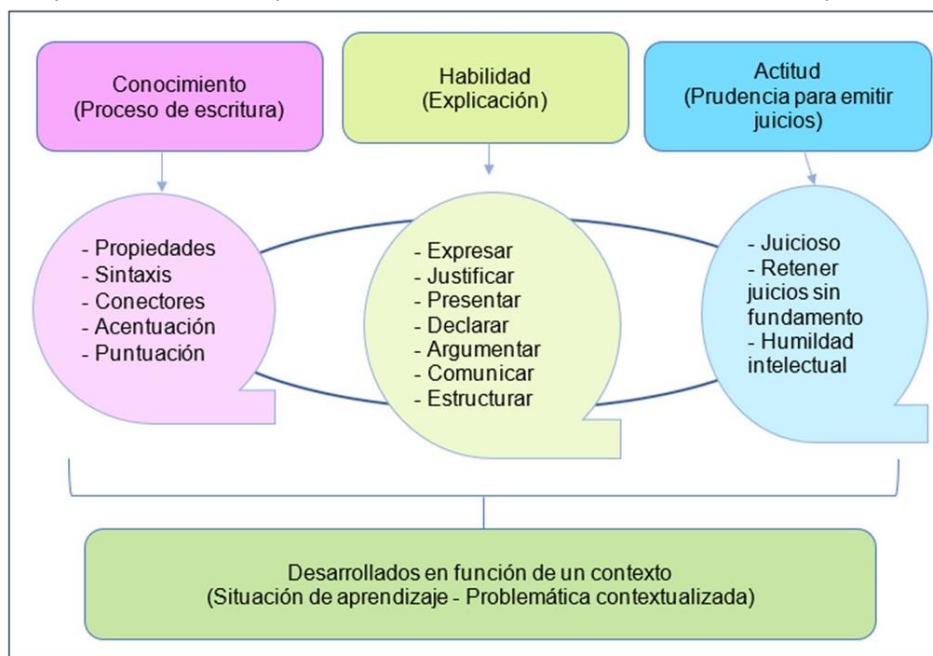 Conocimiento
(Proceso de escritura)
Habilidad
(Explicación)
Actitud
(Prudencia para emitir
juicios)
- Propiedades
- Sintaxis
- Conectores
- Acentuación
- Puntuación
- Expresar
- Justificar
- Presentar
- Declarar
- Argumentar
- Comunicar
- Estructurar
- Juicioso
- Retener
juicios sin
fundamento
- Humildad
intelectual
Desarrollados en función de un contexto
(Situación de aprendizaje - Problemática contextualizada)